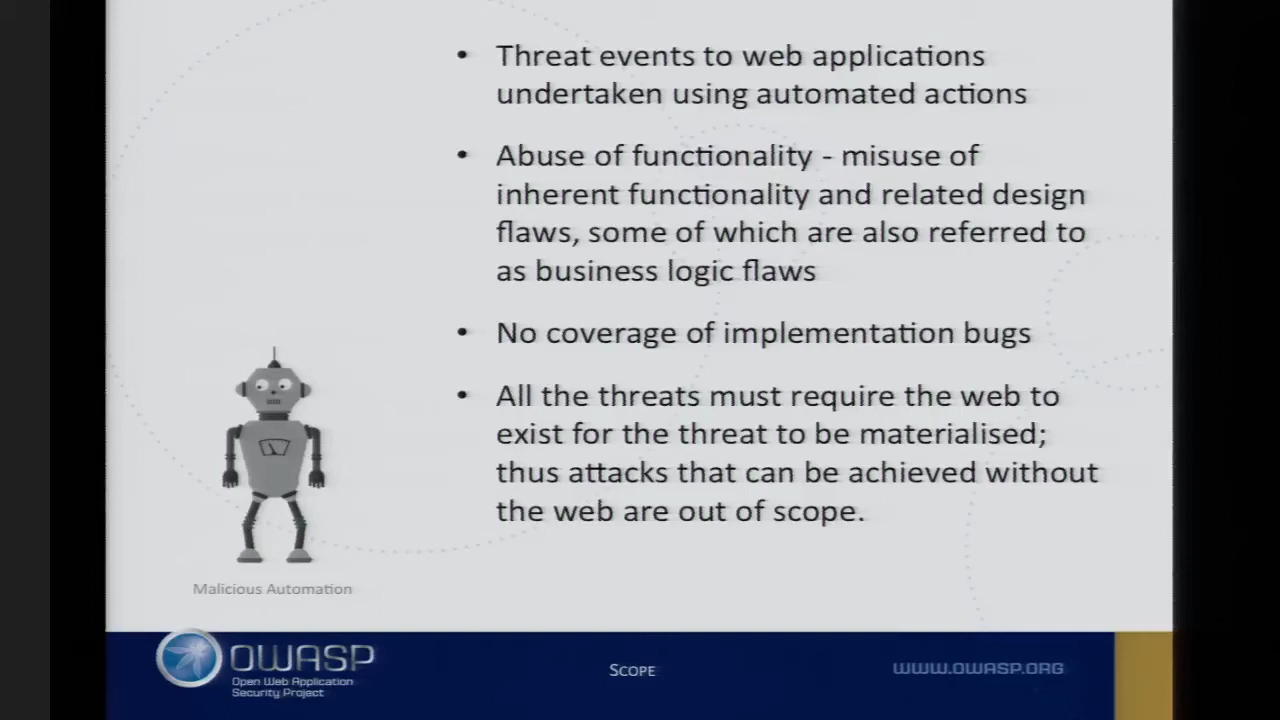 • Threat events to web applications
undertaken using automated actions
• Abuse of functionality - misuse of
inherent functionality and related design
flaws, some of which are also referred to
as business logic flaws
• No coverage of implementation bugs
• All the threats must require the web to
exist for the threat to be materialised;
thus attacks that can be achieved without
the web are out of scope.
Malicious Automation
OWASP
Open Web Application
Security Project
SCOPE
WWW.OWASP.ORG